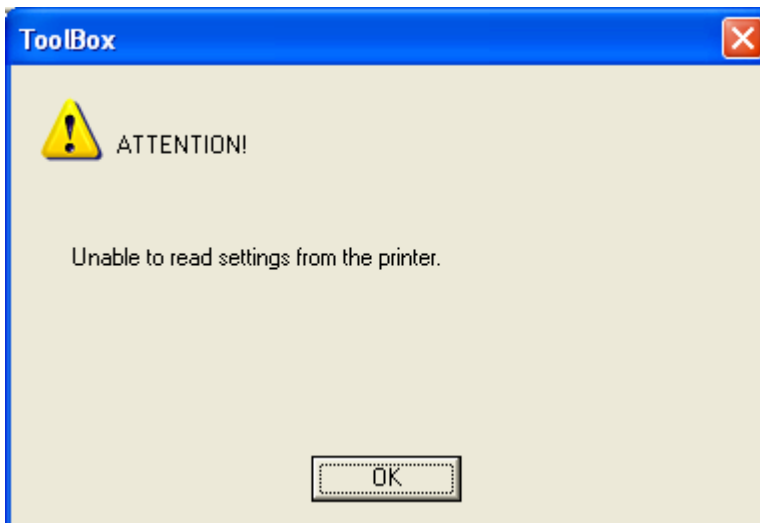 ToolBox
ATTENTION!
Unable to read settings from the printer.
OK